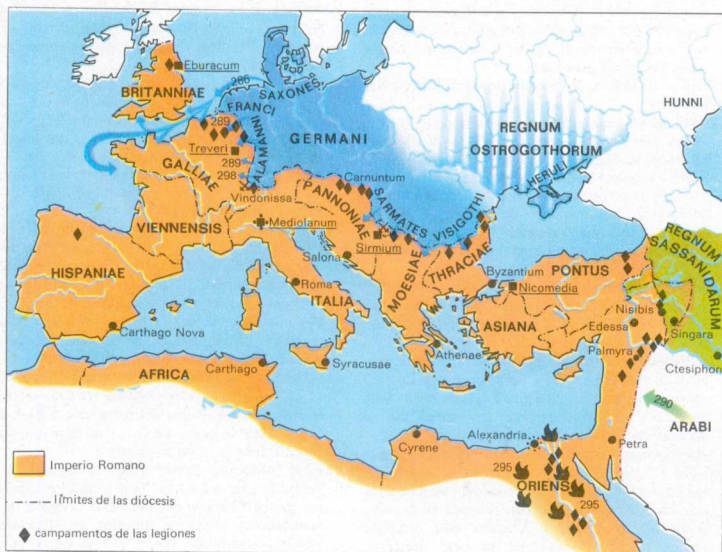 Eburacum
BRITANNIAE
286
SAXONES
FRANCI
289
ALAMANNI
GERMANI
REGNUM
OSTROGOTHORUM
HUNNI
Treveri
289
298
GALLIAE
Vindonissa
Carnuntum
HERULI
SARMATES
VISIGOTHI
PANNONIAE
VIENNENSIS
Mediolanum
Sirmium
REGNUM
SASSANIDARUM
HISPANIAE
Salona
MOESIAE
THRACIAE
Byzantium
PONTUS
Nicomedia
Roma
ITALIA
ASIANA
Nisibis
Edessa
Singara
Carthago Nova
Athenae
Palmyra
Ctesiphon
AFRICA
Carthago
Syracusae
290
ARABI
Cyrene
Alexandria
Petra
295
ORIENS
295
Imperio Romano
límites de las diócesis
campamentos de las legiones